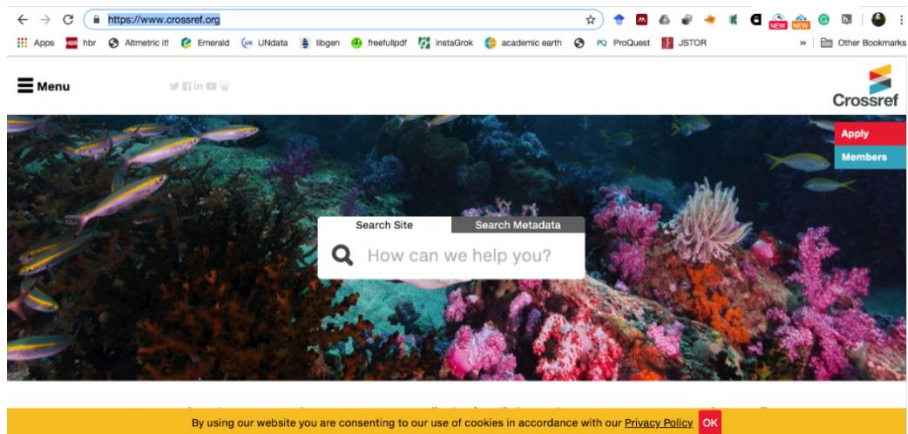 https://www.crossref.org
NEW NEW
Apps hbr Altmetric it! Emerald UNdata libgen freefullpdf instaGrok academic earth PQ ProQuest JSTOR » Other Bookmarks
Menu
Crossref
Apply
Members
Search Site Search Metadata
How can we help you?
By using our website you are consenting to our use of cookies in accordance with our Privacy Policy OK